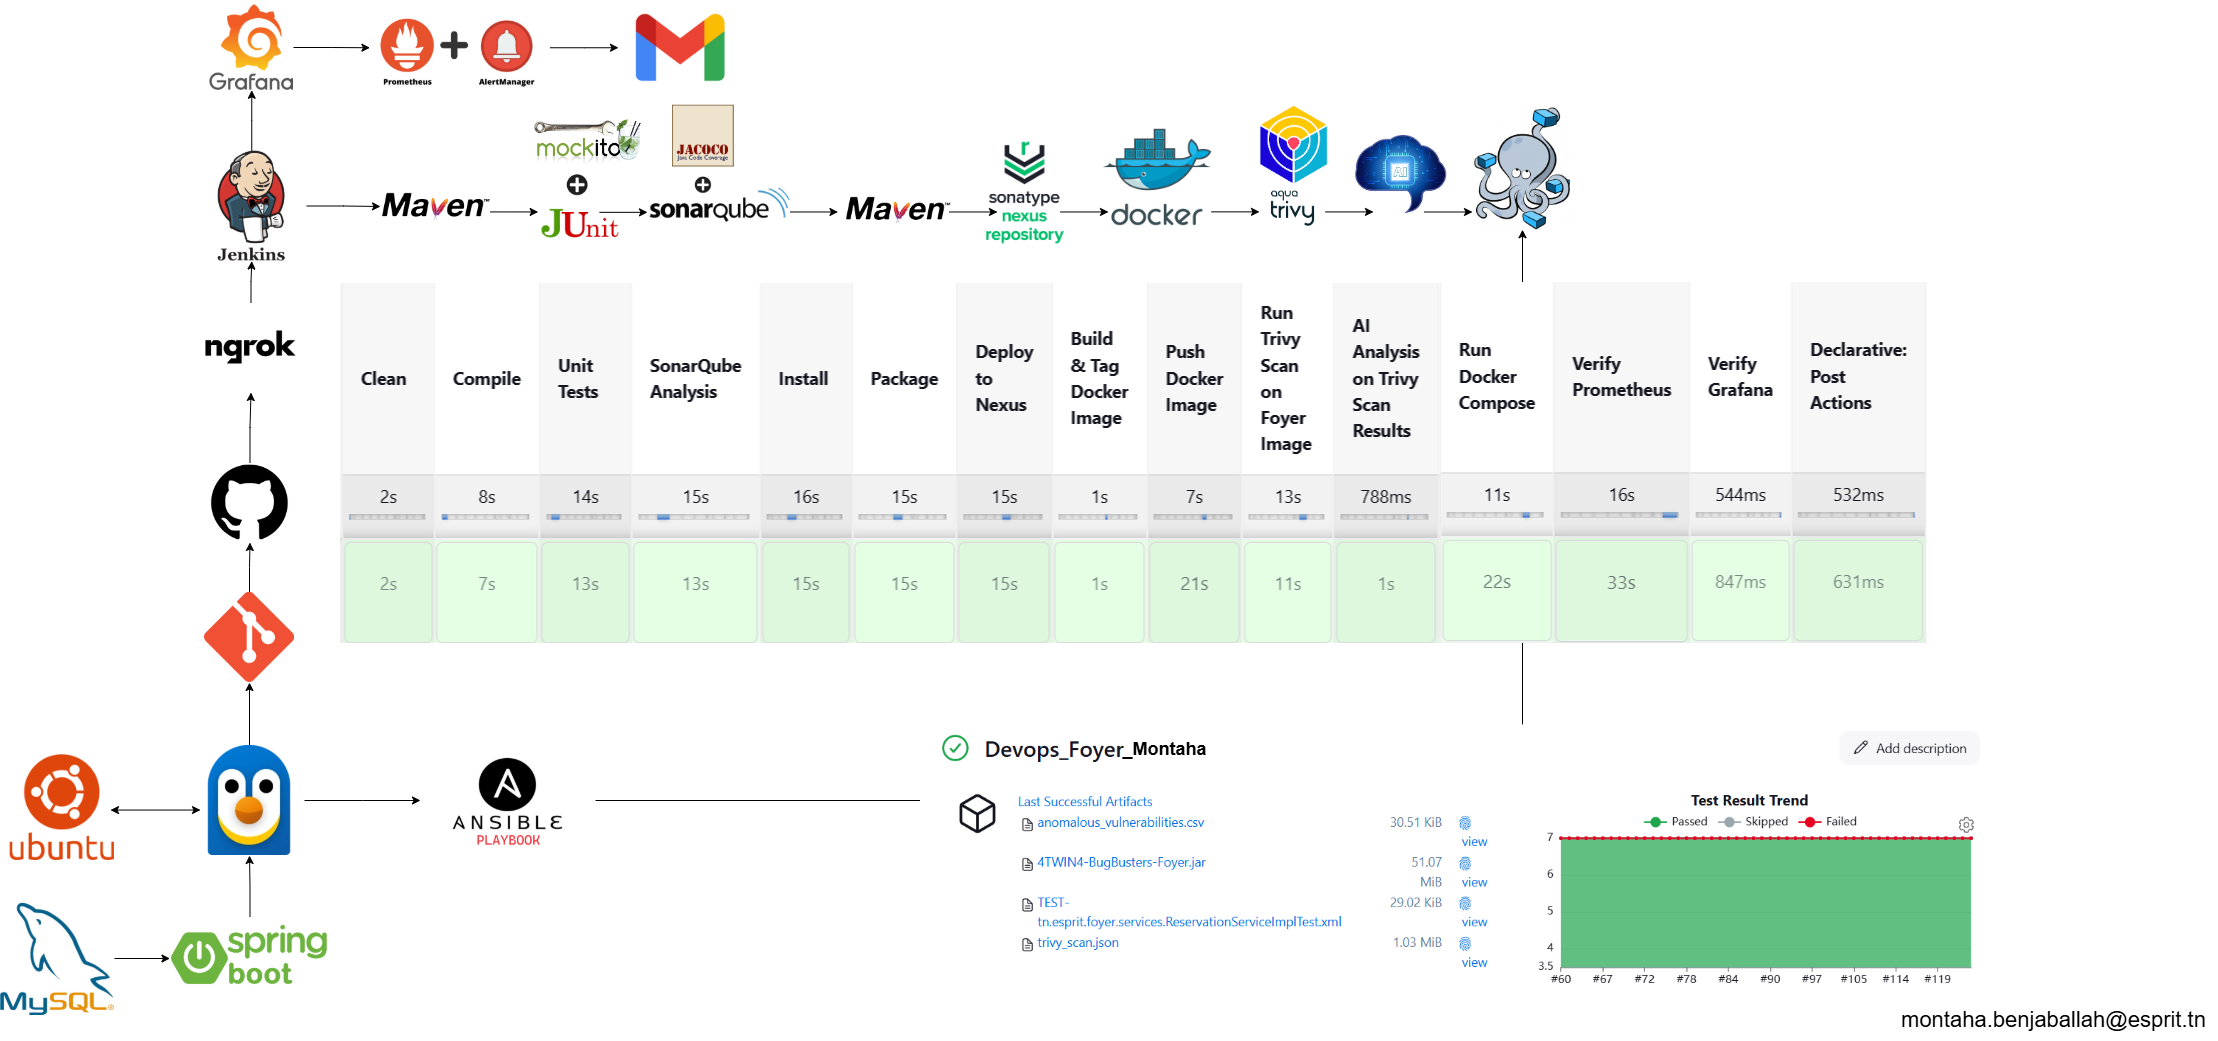 Grafana
Prometheus
AlertManager
mockito
JACOCO
Java Code Coverage
Jenkins
Maven™
JUnit
sonarqube
Maven™
sonatype
nexus
repository
docker
aqua
trivy
AI
ngrok
Clean
Compile
Unit
Tests
SonarQube
Analysis
Install
Package
Deploy
to
Nexus
Build
& Tag
Docker
Image
Push
Docker
Image
Run
Trivy
Scan
on
Foyer
Image
AI
Analysis
on Trivy
Scan
Results
Run
Docker
Compose
Verify
Prometheus
Verify
Grafana
Declarative:
Post
Actions
2s 8s 14s 15s 16s 15s 15s 1s 7s 13s 788ms 11s 16s 544ms 532ms
2s 7s 13s 13s 15s 15s 15s 1s 21s 11s 1s 22s 33s 847ms 631ms
ubuntu
ANSIBLE
PLAYBOOK
MySQL®
spring
boot
Devops_Foyer_Montaha
Add description
Last Successful Artifacts
anomalous_vulnerabilities.csv 30.51 KiB
view
4TWIN4-BugBusters-Foyer.jar 51.07
MiB view
TEST- 29.02 KiB
tn.esprit.foyer.services.ReservationServiceImplTest.xml view
trivy_scan.json 1.03 MiB
view
Test Result Trend
Passed Skipped Failed
7
6
5
4
3.5
#60 #67 #72 #78 #84 #90 #97 #105 #114 #119
montaha.benjaballah@esprit.tn